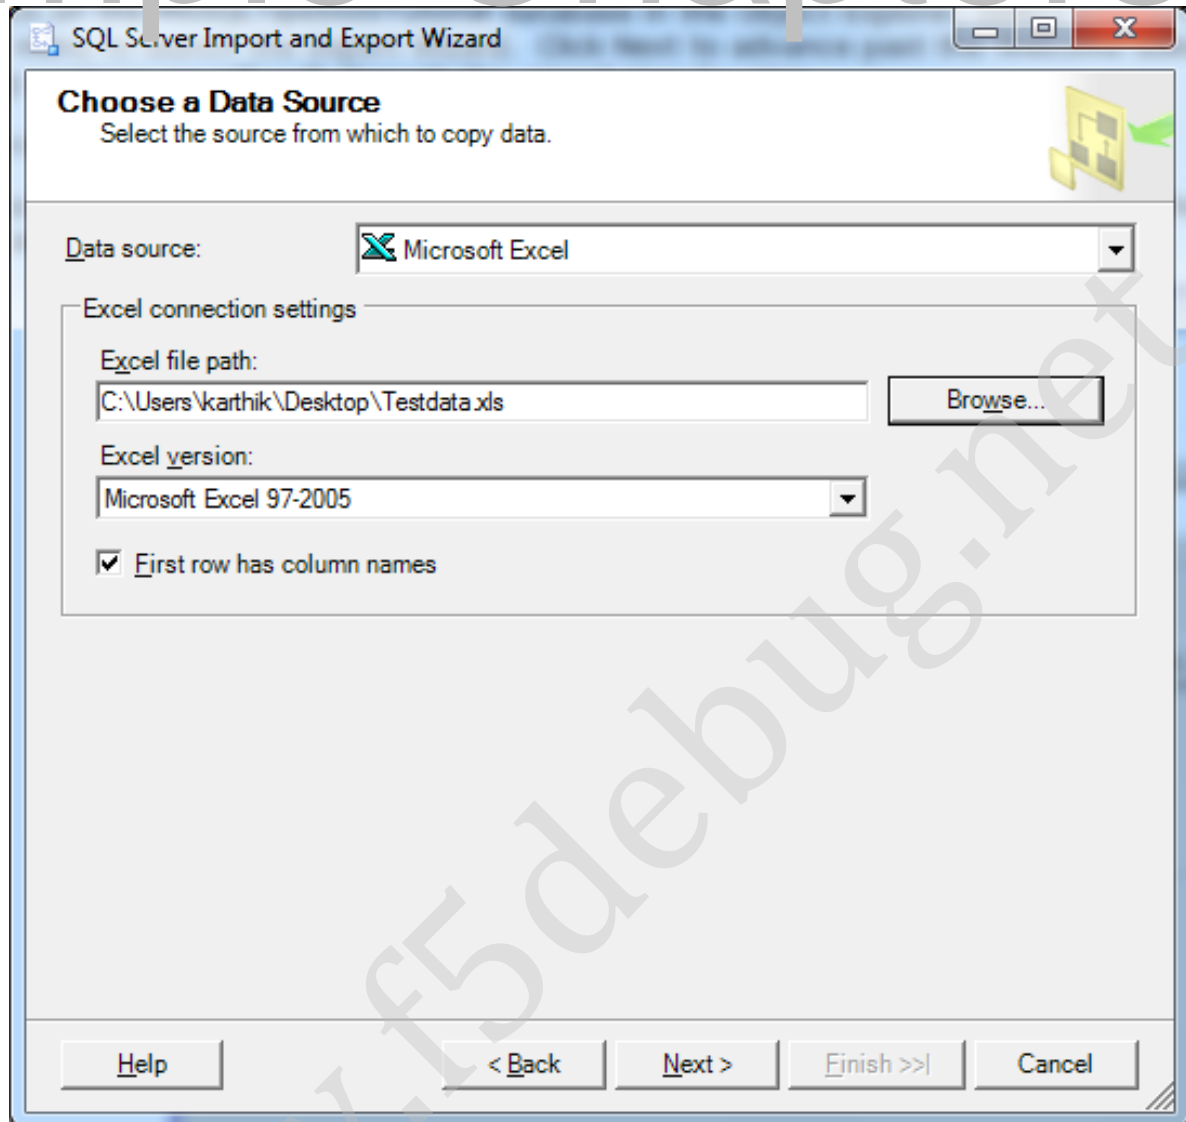 SQL Server Import and Export Wizard
Choose a Data Source
Select the source from which to copy data.
Data source:
Microsoft Excel
Excel connection settings
Excel file path:
C:\Users\karthik\Desktop\Testdata.xls
Browse...
Excel version:
Microsoft Excel 97-2005
First row has column names
Help
< Back
Next >
Finish >>|
Cancel
.f5debug.net